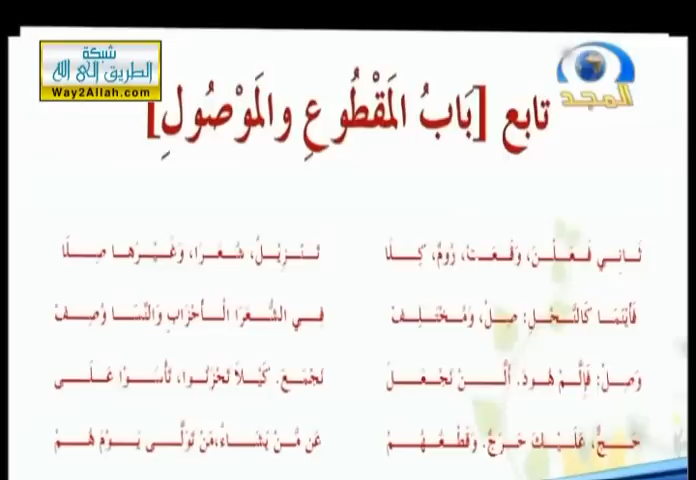 شبكة
الطريق إلى الله
Way2Allah.com
المجد
تابع [بَابُ المَقْطُوعِ والمَوْصُولِ]
ثَانِي فَعَلْنَ، وَقَعَتْ، رُومٌ، كِلَا تَنْزِيلُ، شُعَرَا، وَغَيْرَهَا صِلَا
فَأَيْنَمَا كَالنَّحْلِ: صِلْ، وَمُخْتَلِفْ فِي الشُّعَرَا الْأَحْزَابِ وَالنِّسَا وُصِفْ
وَصِلْ: فَإِلَّمْ هُودَ. أَلَّنْ نَجْعَلَ نَجْمَعَ. كَيْلَا تَحْزَنُوا، تَأْسَوْا عَلَى
حَجٌّ، عَلَيْكَ حَرَجٌ. وَقَطْعُهُمْ عَن مَّنْ يَشَاءُ، مَنْ تَوَلَّى يَوْمَ هُمْ